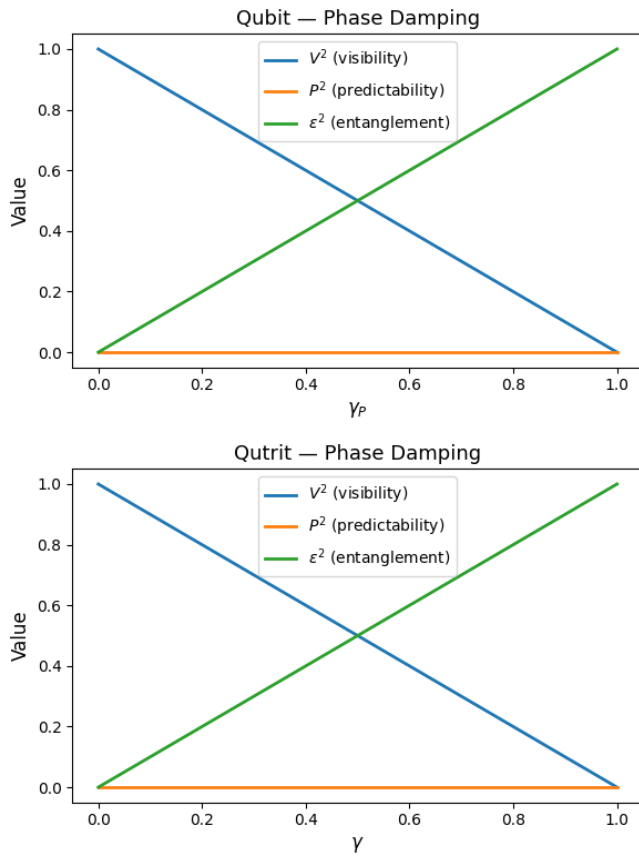 Qubit — Phase Damping
1.0
0.8
0.6
0.4
0.2
0.0
Value
V² (visibility)
P² (predictability)
ε² (entanglement)
0.0 0.2 0.4 0.6 0.8 1.0
γ_P
Qutrit — Phase Damping
1.0
0.8
0.6
0.4
0.2
0.0
Value
V² (visibility)
P² (predictability)
ε² (entanglement)
0.0 0.2 0.4 0.6 0.8 1.0
γ